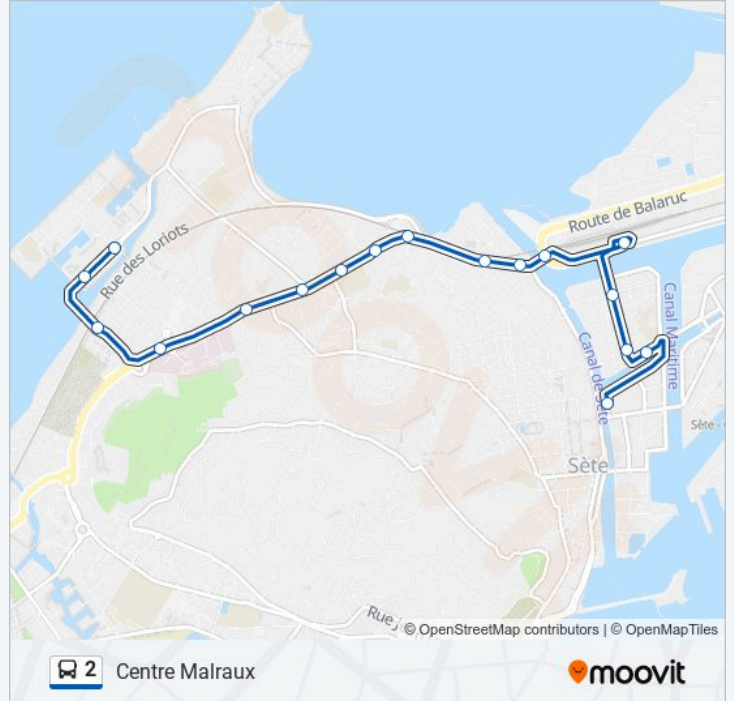 Route de Balaruc
Rue des Loriots
Canal Maritime
Canal de Sète
Sète -
Sète
Rue
© OpenStreetMap contributors | © OpenMapTiles
2 Centre Malraux
moovit